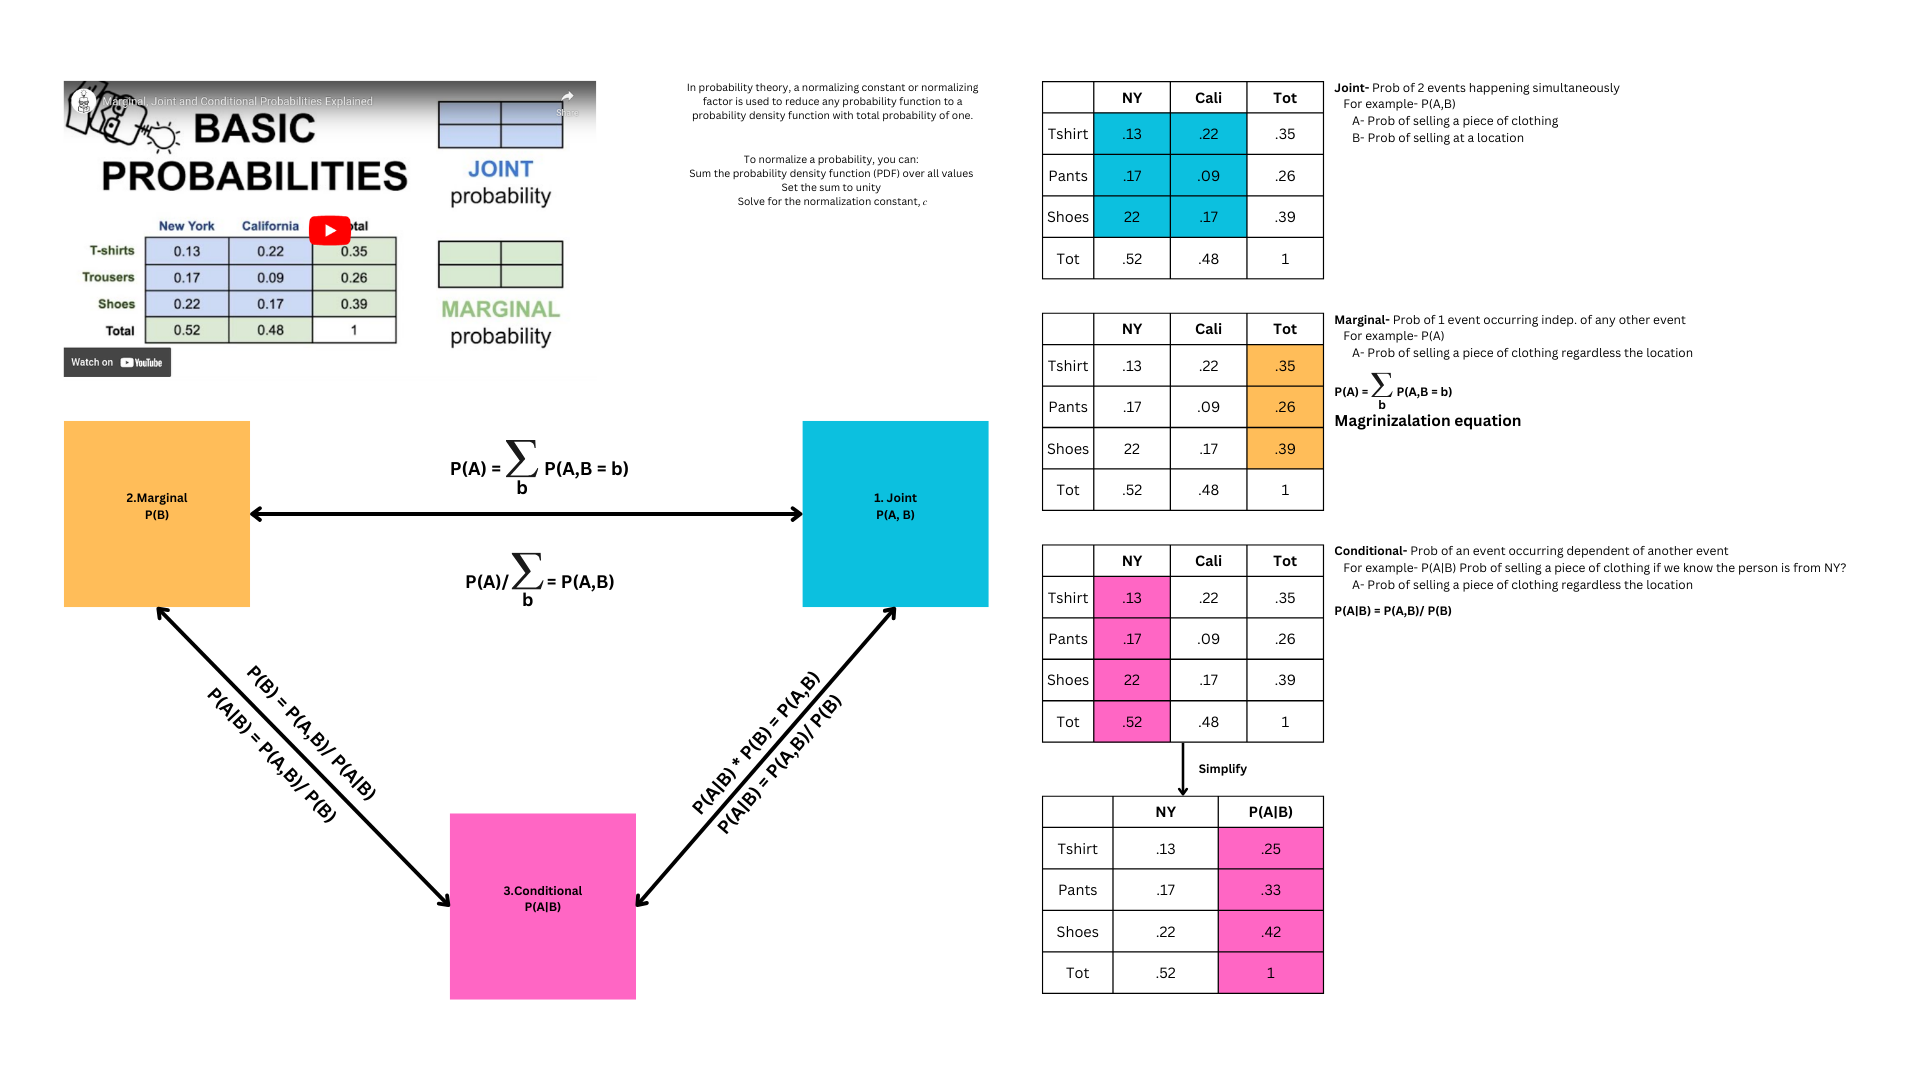 Marginal, Joint and Conditional Probabilities Explained
Share
BASIC
PROBABILITIES
JOINT
probability
MARGINAL
probability
New York California otal
T-shirts 0.13 0.22 0.35
Trousers 0.17 0.09 0.26
Shoes 0.22 0.17 0.39
Total 0.52 0.48 1
Watch on YouTube
In probability theory, a normalizing constant or normalizing
factor is used to reduce any probability function to a
probability density function with total probability of one.
To normalize a probability, you can:
Sum the probability density function (PDF) over all values
Set the sum to unity
Solve for the normalization constant, c
2.Marginal
P(B)
P(A) = ∑ P(A,B = b)
b
P(A)/ ∑ = P(A,B)
b
1. Joint
P(A, B)
P(B) = P(A,B)/ P(A|B)
P(A|B) = P(A,B)/ P(B)
P(A|B) * P(B) = P(A,B)
P(A|B) = P(A,B)/ P(B)
3.Conditional
P(A|B)
NY Cali Tot
Tshirt .13 .22 .35
Pants .17 .09 .26
Shoes 22 .17 .39
Tot .52 .48 1
Joint- Prob of 2 events happening simultaneously
For example- P(A,B)
A- Prob of selling a piece of clothing
B- Prob of selling at a location
NY Cali Tot
Tshirt .13 .22 .35
Pants .17 .09 .26
Shoes 22 .17 .39
Tot .52 .48 1
Marginal- Prob of 1 event occurring indep. of any other event
For example- P(A)
A- Prob of selling a piece of clothing regardless the location
P(A) = ∑ P(A,B = b)
b
Magrinizalation equation
NY Cali Tot
Tshirt .13 .22 .35
Pants .17 .09 .26
Shoes 22 .17 .39
Tot .52 .48 1
Conditional- Prob of an event occurring dependent of another event
For example- P(A|B) Prob of selling a piece of clothing if we know the person is from NY?
A- Prob of selling a piece of clothing regardless the location
P(A|B) = P(A,B)/ P(B)
Simplify
NY P(A|B)
Tshirt .13 .25
Pants .17 .33
Shoes .22 .42
Tot .52 1